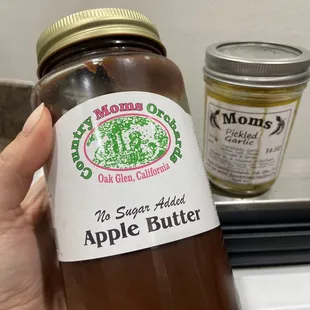 Country Moms Orchards
Oak Glen, California
No Sugar Added
Apple Butter
Moms
Pickled
Garlic